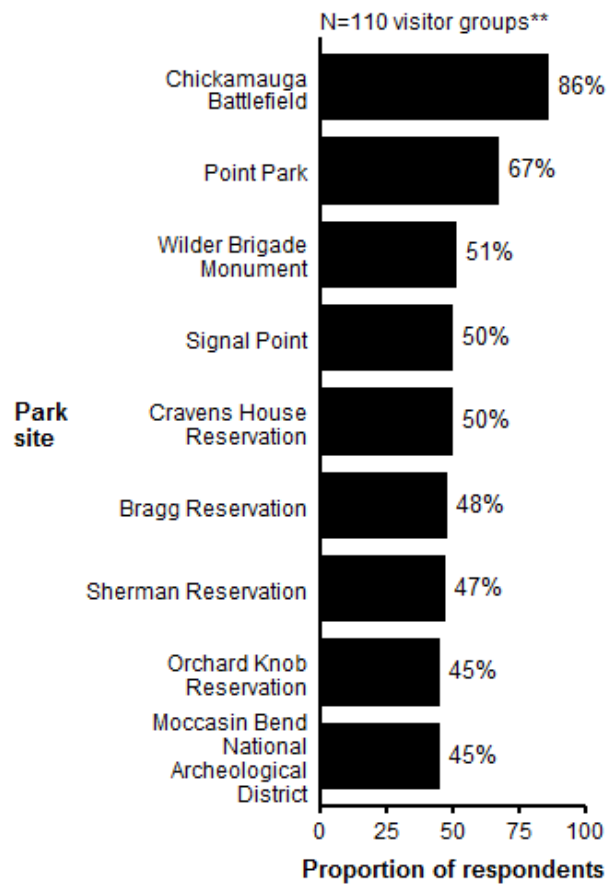 N=110 visitor groups**
Chickamauga
Battlefield
86%
Point Park
67%
Wilder Brigade
Monument
51%
Signal Point
50%
Park
site
Cravens House
Reservation
50%
Bragg Reservation
48%
Sherman Reservation
47%
Orchard Knob
Reservation
45%
Moccasin Bend
National
Archeological
District
45%
0 25 50 75 100
Proportion of respondents